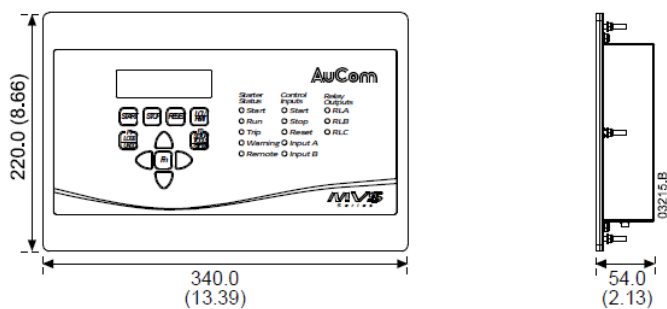 AuCom
Starter Status
Control Inputs
Relay Outputs
Start
Start
RLA
Run
Stop
RLB
Trip
Reset
RLC
Warning
Input A
Remote
Input B
START
STOP
RESET
MVS
Series
220.0 (8.66)
340.0
(13.39)
54.0
(2.13)
03215.B